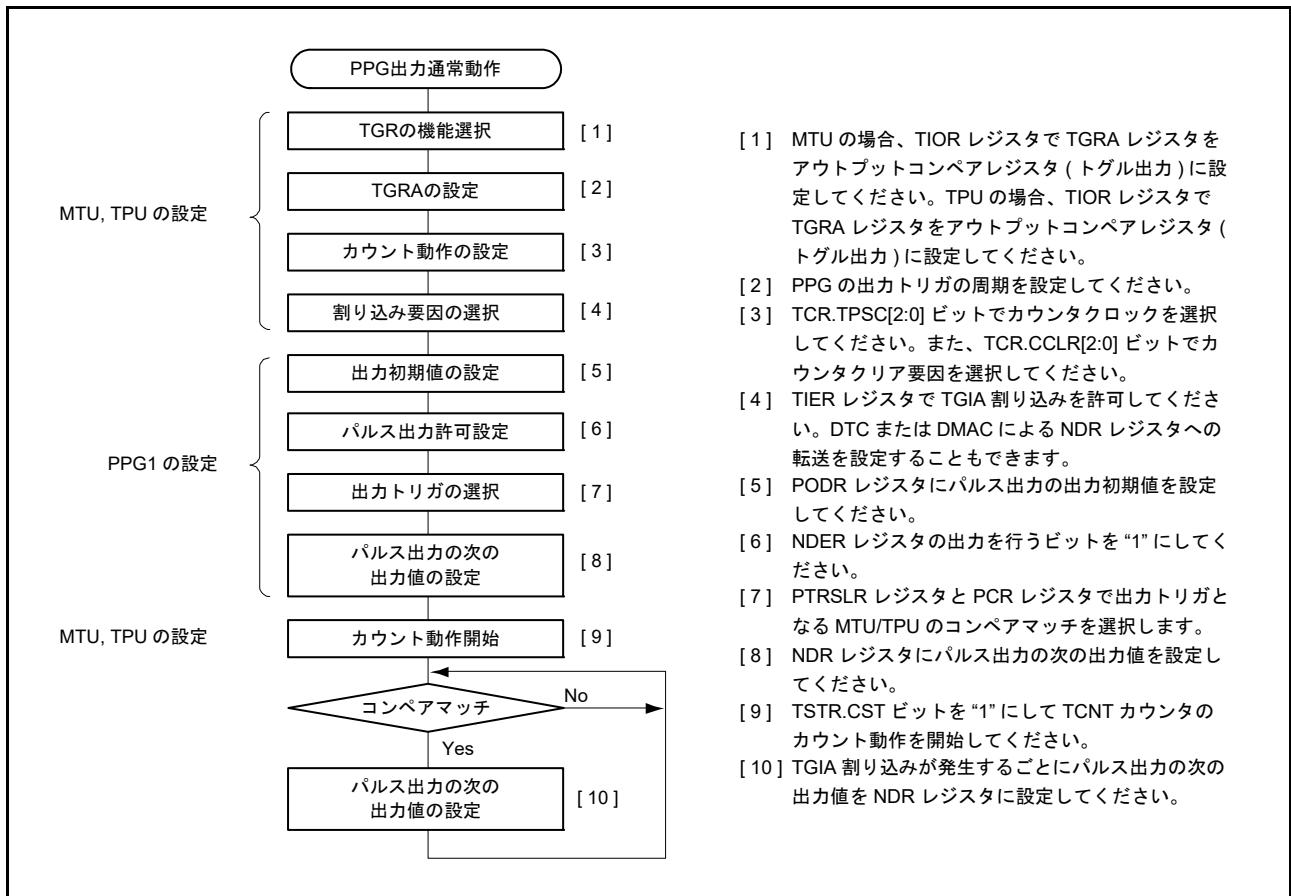 PPG出力通常動作
MTU, TPU の設定
TGRの機能選択
[ 1 ]
TGRAの設定
[ 2 ]
カウント動作の設定
[ 3 ]
割り込み要因の選択
[ 4 ]
PPG1 の設定
出力初期値の設定
[ 5 ]
パルス出力許可設定
[ 6 ]
出力トリガの選択
[ 7 ]
パルス出力の次の
出力値の設定
[ 8 ]
MTU, TPU の設定
カウント動作開始
[ 9 ]
コンペアマッチ
No
Yes
パルス出力の次の
出力値の設定
[ 10 ]
[ 1 ] MTU の場合、TIOR レジスタで TGRA レジスタを
アウトプットコンペアレジスタ ( トグル出力 ) に設
定してください。TPU の場合、TIOR レジスタで
TGRA レジスタをアウトプットコンペアレジスタ (
トグル出力 ) に設定してください。
[ 2 ] PPG の出力トリガの周期を設定してください。
[ 3 ] TCR.TPSC[2:0] ビットでカウンタクロックを選択
してください。また、TCR.CCLR[2:0] ビットでカ
ウンタクリア要因を選択してください。
[ 4 ] TIER レジスタで TGIA 割り込みを許可してくださ
い。DTC または DMAC による NDR レジスタへの
転送を設定することもできます。
[ 5 ] PODR レジスタにパルス出力の出力初期値を設定
してください。
[ 6 ] NDER レジスタの出力を行うビットを “1” にしてく
ださい。
[ 7 ] PTRSLR レジスタと PCR レジスタで出力トリガと
なる MTU/TPU のコンペアマッチを選択します。
[ 8 ] NDR レジスタにパルス出力の次の出力値を設定し
てください。
[ 9 ] TSTR.CST ビットを “1” にして TCNT カウンタの
カウント動作を開始してください。
[ 10 ] TGIA 割り込みが発生するごとにパルス出力の次の
出力値を NDR レジスタに設定してください。